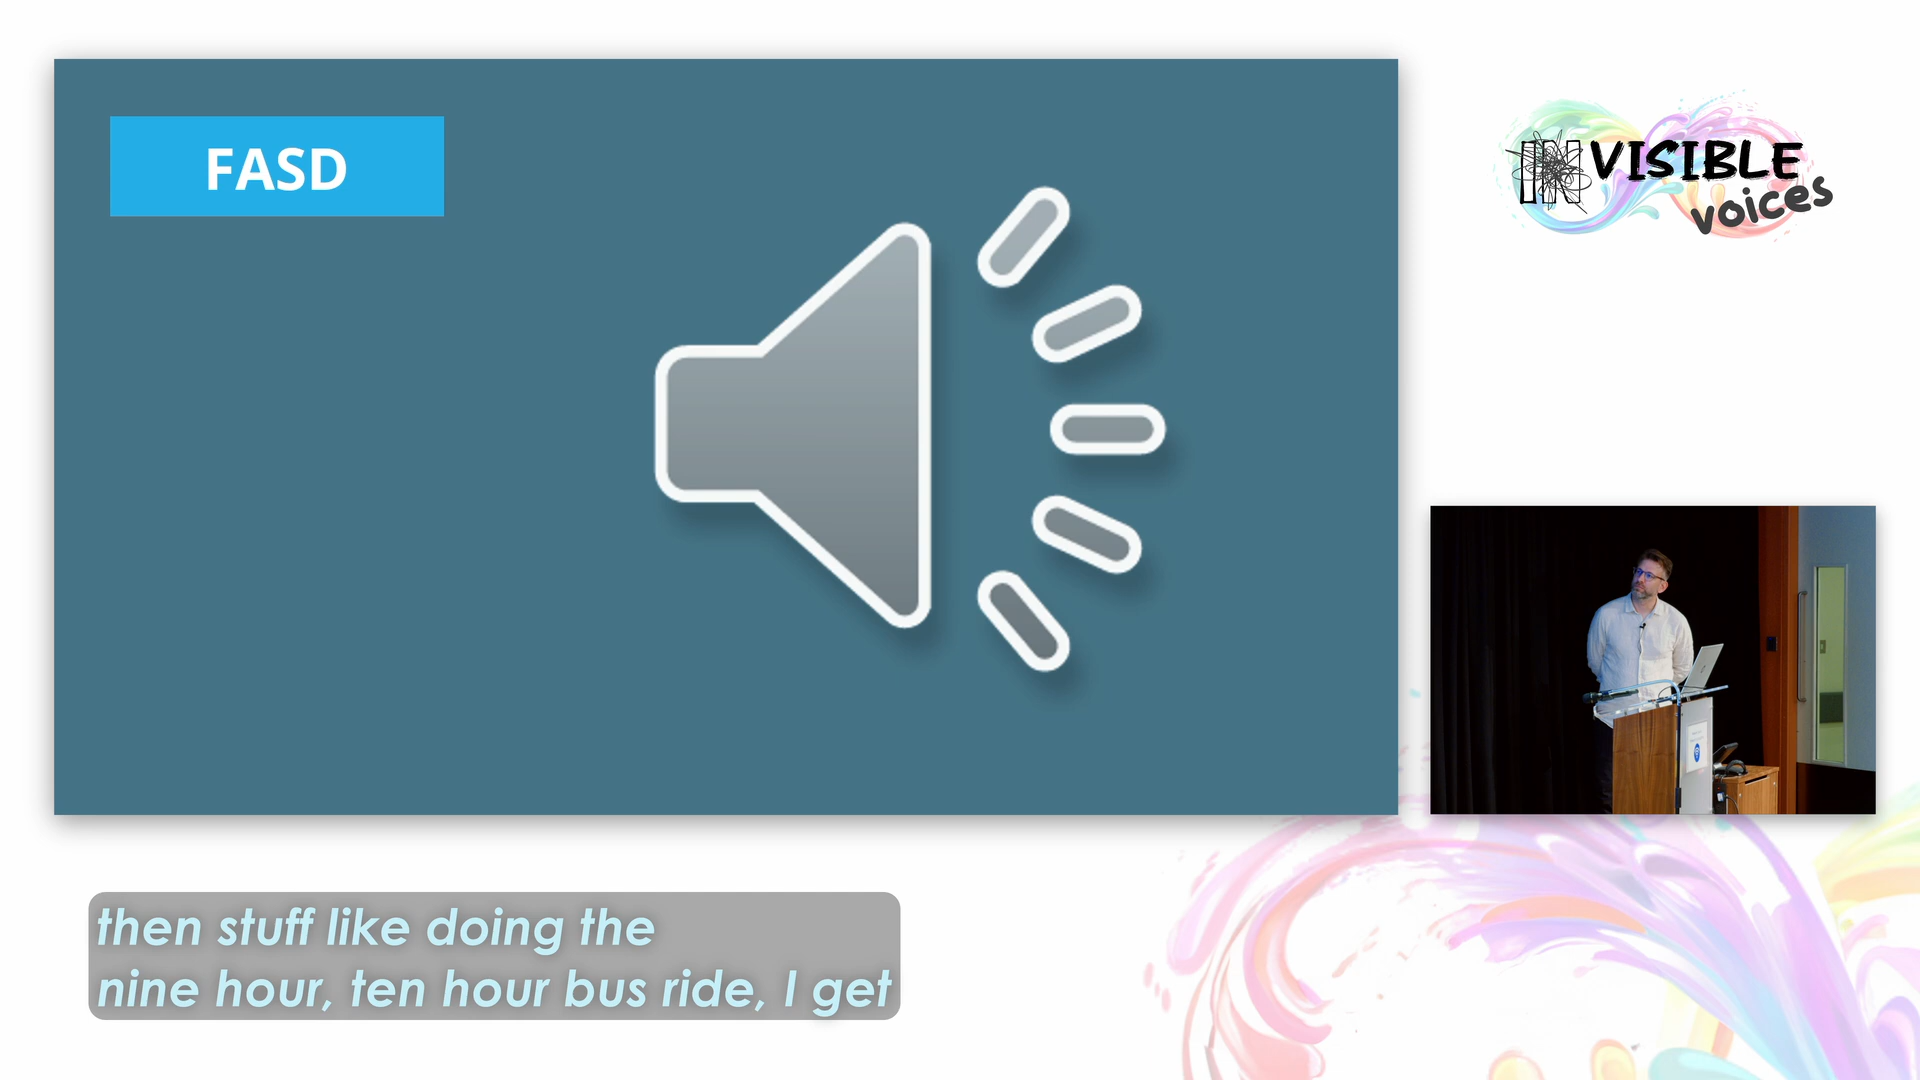 FASD
INVISIBLE
voices
then stuff like doing the
nine hour, ten hour bus ride, I get